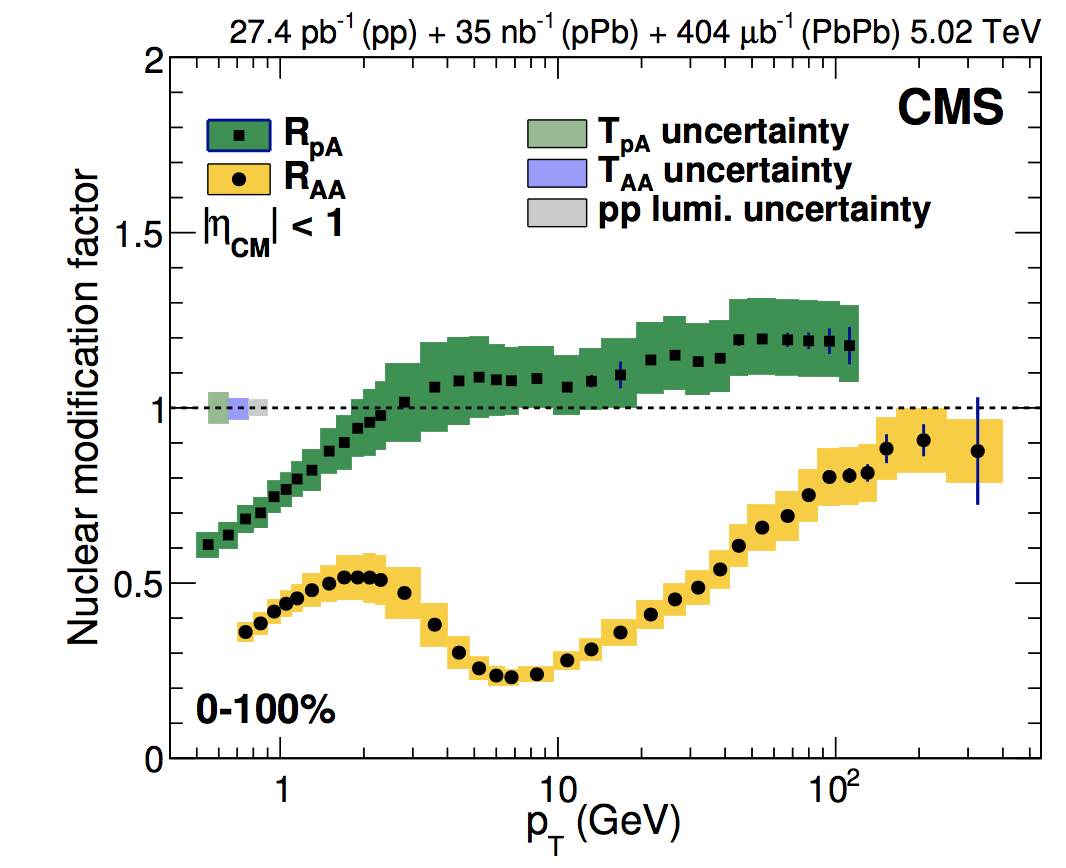 27.4 pb⁻¹ (pp) + 35 nb⁻¹ (pPb) + 404 μb⁻¹ (PbPb) 5.02 TeV
CMS
R_pA
R_AA
|η_CM| < 1
T_pA uncertainty
T_AA uncertainty
pp lumi. uncertainty
Nuclear modification factor
2
1.5
1
0.5
0
0-100%
1
10
10²
p_T (GeV)